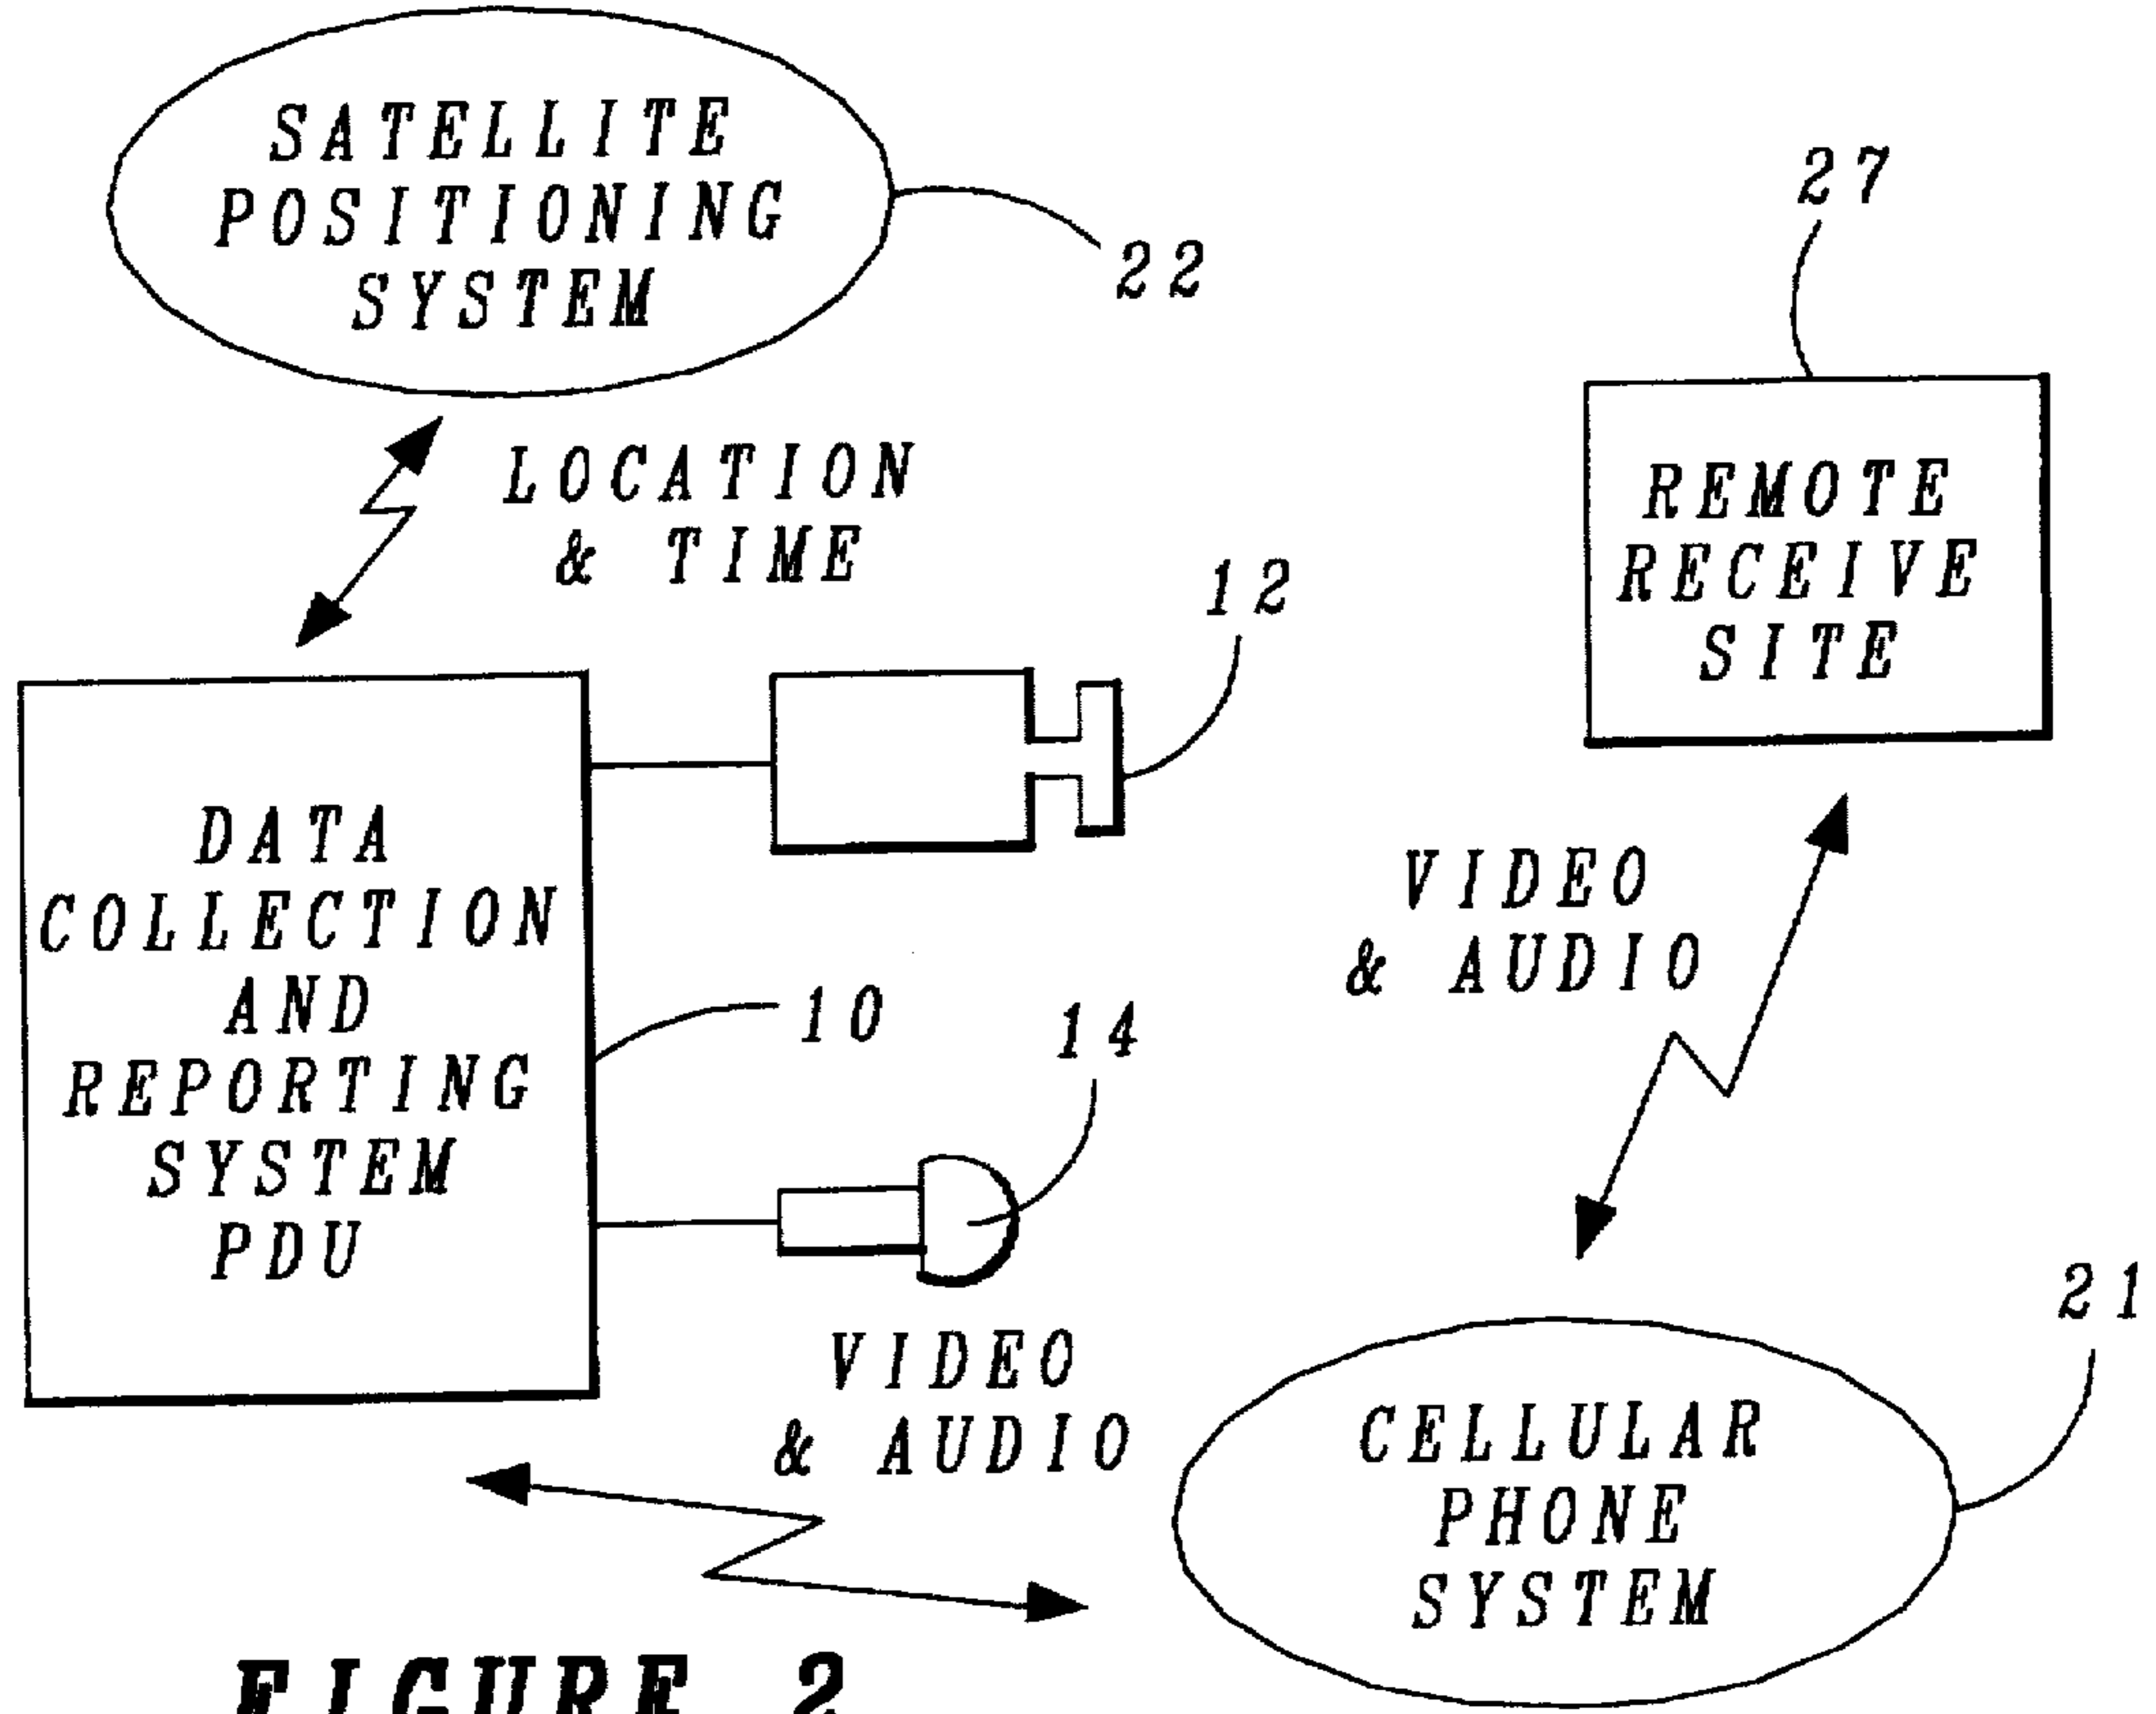 SATELLITE
POSITIONING
SYSTEM
22
27
LOCATION
& TIME
REMOTE
RECEIVE
SITE
12
DATA
COLLECTION
AND
REPORTING
SYSTEM
PDU
10
14
VIDEO
& AUDIO
VIDEO
& AUDIO
21
CELLULAR
PHONE
SYSTEM
FIGURE 2